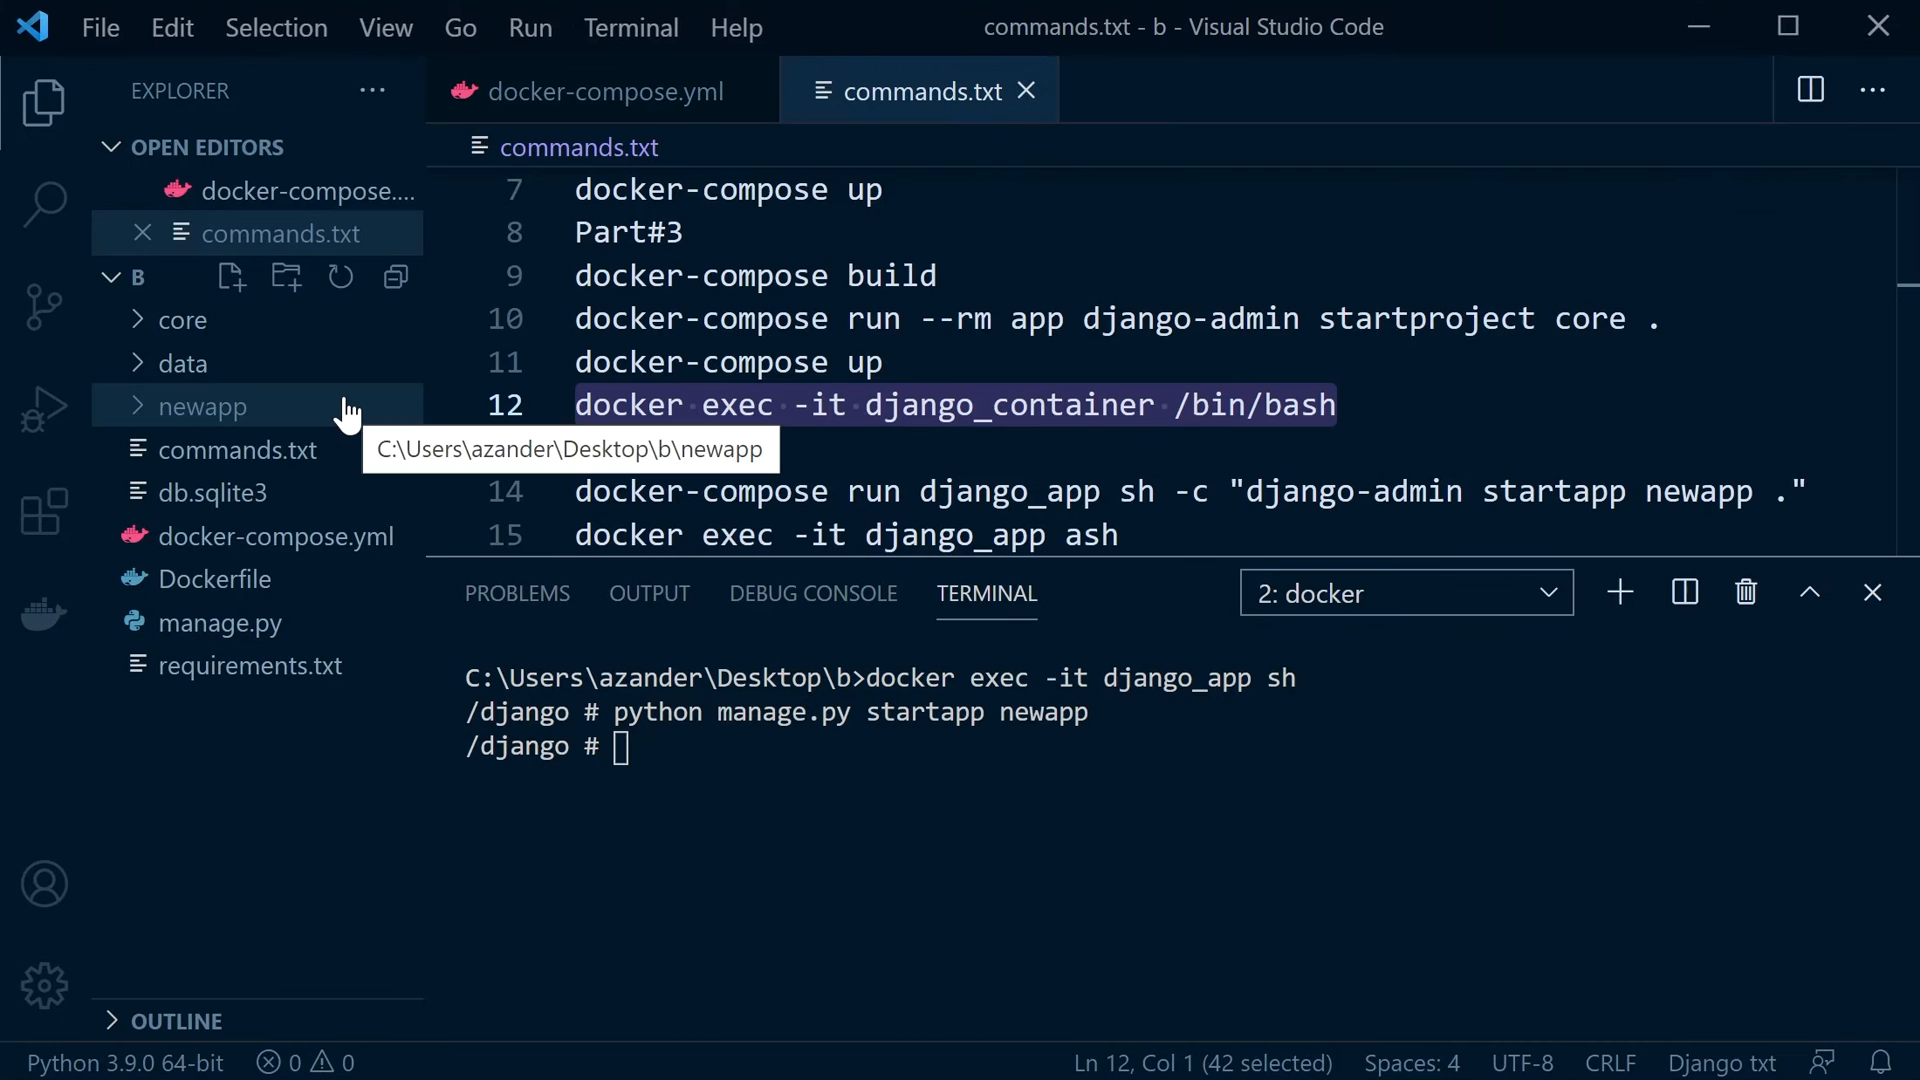 File Edit Selection View Go Run Terminal Help
commands.txt - b - Visual Studio Code
EXPLORER
OPEN EDITORS
docker-compose....
commands.txt
B
core
data
newapp
commands.txt
db.sqlite3
docker-compose.yml
Dockerfile
manage.py
requirements.txt
OUTLINE
docker-compose.yml
commands.txt
commands.txt
7 docker-compose up
8 Part#3
9 docker-compose build
10 docker-compose run --rm app django-admin startproject core .
11 docker-compose up
12 docker exec -it django_container /bin/bash
C:\Users\azander\Desktop\b\newapp
14 docker-compose run django_app sh -c "django-admin startapp newapp ."
15 docker exec -it django_app ash
PROBLEMS OUTPUT DEBUG CONSOLE TERMINAL
2: docker
C:\Users\azander\Desktop\b>docker exec -it django_app sh
/django # python manage.py startapp newapp
/django #
Python 3.9.0 64-bit 0 0
Ln 12, Col 1 (42 selected) Spaces: 4 UTF-8 CRLF Django txt